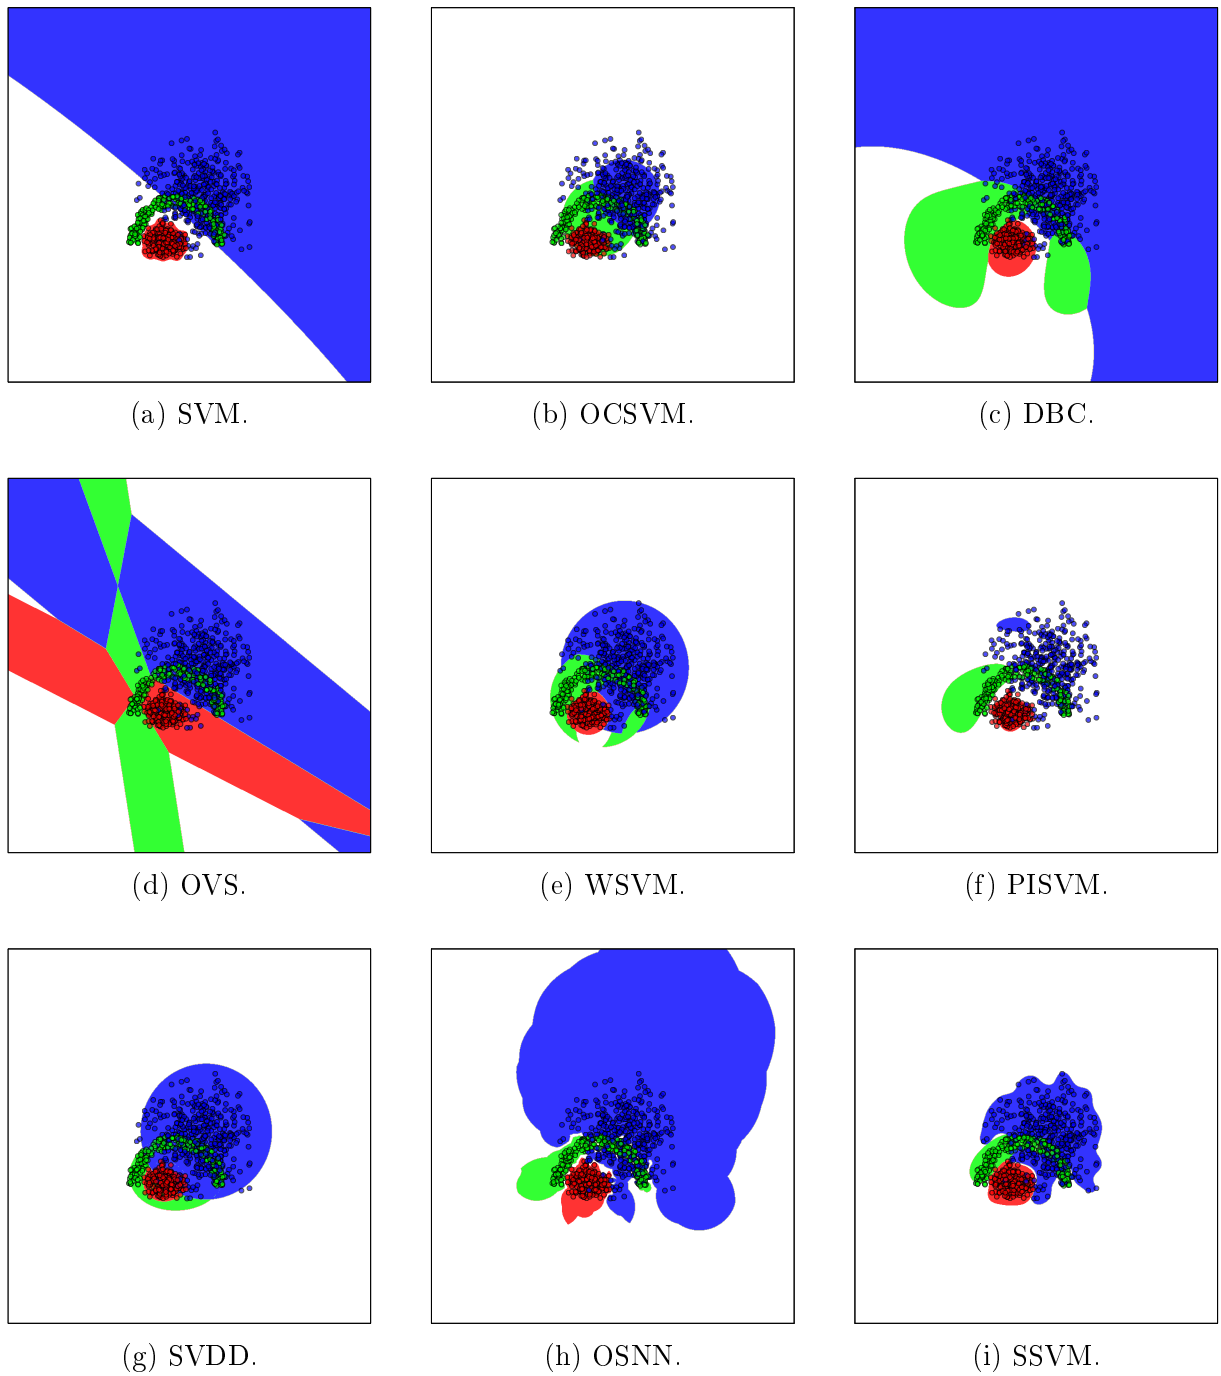 (a) SVM.
(b) OCSVM.
(c) DBC.
(d) OVS.
(e) WSVM.
(f) PISVM.
(g) SVDD.
(h) OSNN.
(i) SSVM.